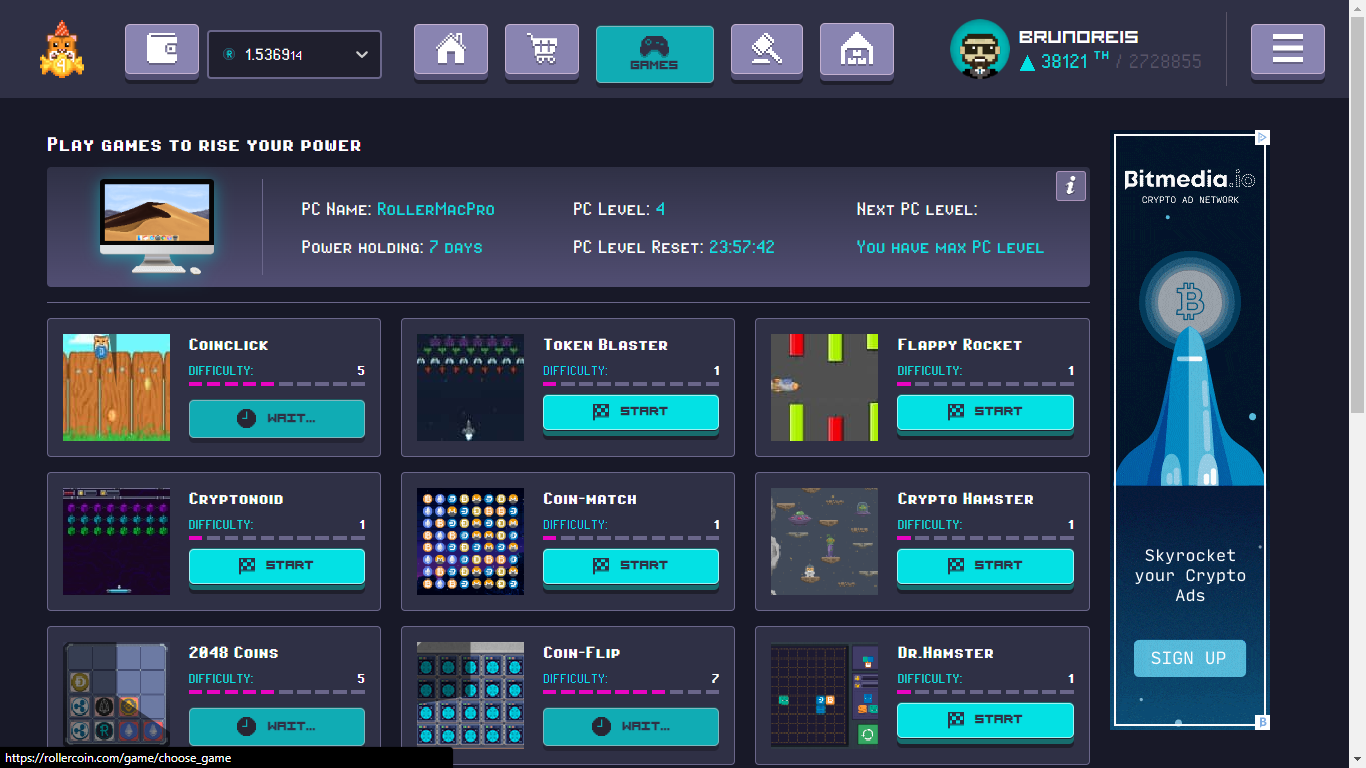 1.536914
GAMES
BRUNOREIS
38121 TH / 2728855
Play games to rise your power
PC Name: RollerMacPro
PC Level: 4
Next PC level:
Power holding: 7 days
PC Level Reset: 23:57:42
You have max PC level
Coinclick
DIFFICULTY: 5
WAIT...
Token Blaster
DIFFICULTY: 1
START
Flappy Rocket
DIFFICULTY: 1
START
Cryptonoid
DIFFICULTY: 1
START
Coin-match
DIFFICULTY: 1
START
Crypto Hamster
DIFFICULTY: 1
START
2048 Coins
DIFFICULTY: 5
WAIT...
Coin-Flip
DIFFICULTY: 7
WAIT...
Dr.Hamster
DIFFICULTY: 1
START
Bitmedia.io
CRYPTO AD NETWORK
Skyrocket
your Crypto
Ads
SIGN UP
https://rollercoin.com/game/choose_game